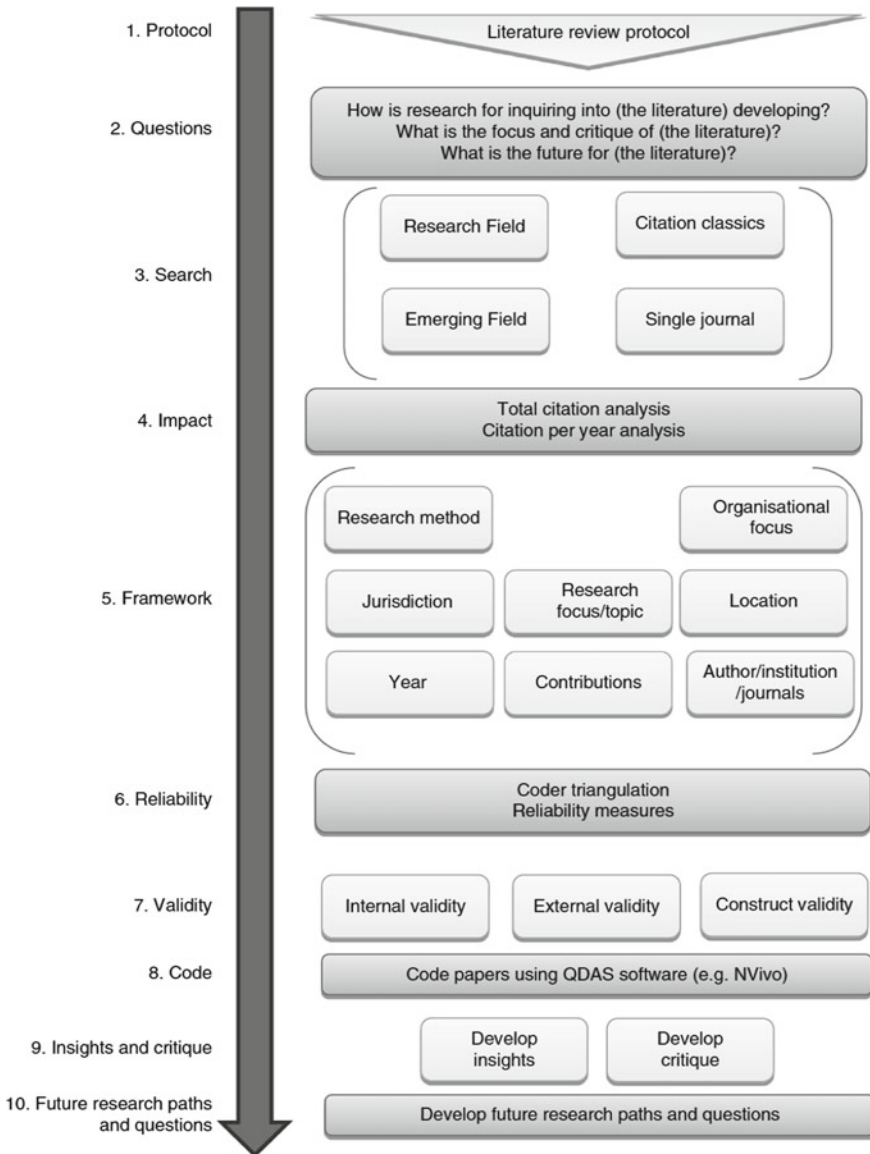 1. Protocol
Literature review protocol
2. Questions
How is research for inquiring into (the literature) developing?
What is the focus and critique of (the literature)?
What is the future for (the literature)?
3. Search
Research Field
Citation classics
Emerging Field
Single journal
4. Impact
Total citation analysis
Citation per year analysis
5. Framework
Research method
Organisational
focus
Jurisdiction
Research
focus/topic
Location
Year
Contributions
Author/institution
/journals
6. Reliability
Coder triangulation
Reliability measures
7. Validity
Internal validity
External validity
Construct validity
8. Code
Code papers using QDAS software (e.g. NVivo)
9. Insights and critique
Develop
insights
Develop
critique
10. Future research paths
and questions
Develop future research paths and questions